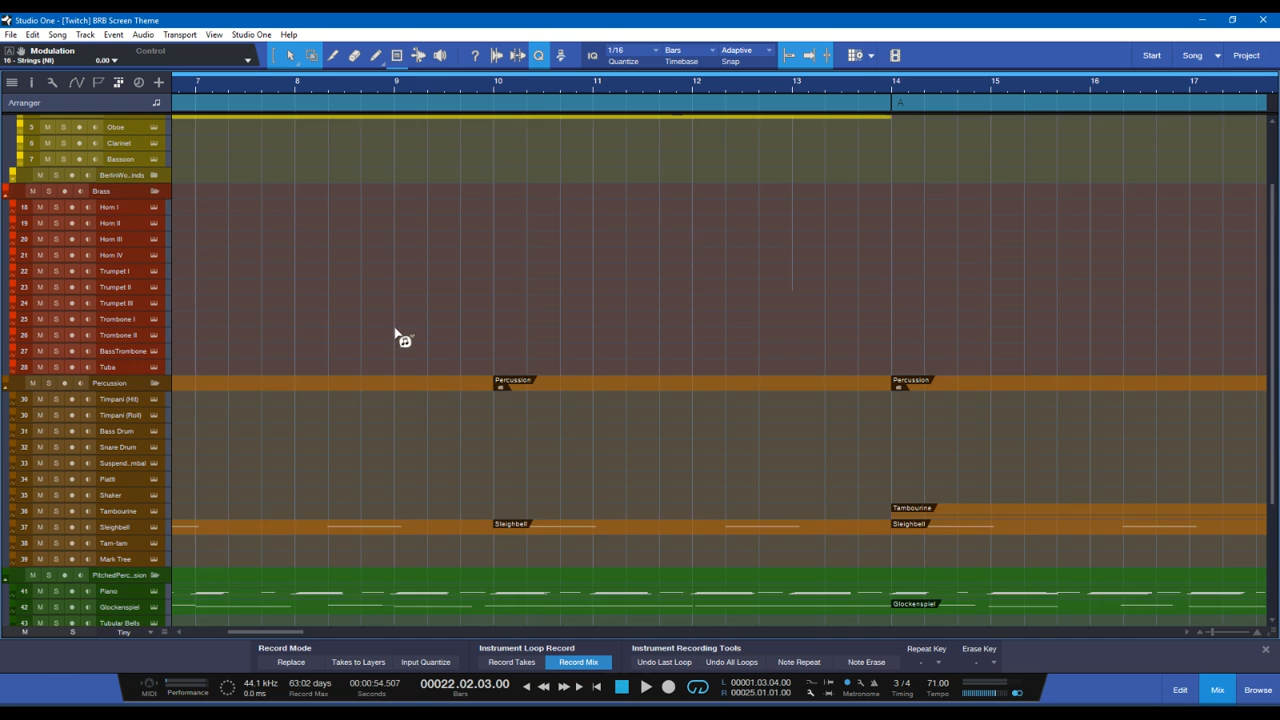 Studio One - [Twitch] BRB Screen Theme
File Edit Song Track Event Audio Transport View Studio One Help
Modulation Control
16 - Strings (NI) 0.00
IQ 1/16 Bars Adaptive
Quantize Timebase Snap
Start Song Project
7 8 9 10 11 12 13 14 15 16 17
Arranger A
5 M S Oboe
6 M S Clarinet
7 M S Bassoon
M S BerlinWo..inds
M S Brass
18 M S Horn I
19 M S Horn II
20 M S Horn III
21 M S Horn IV
22 M S Trumpet I
23 M S Trumpet II
24 M S Trumpet III
25 M S Trombone I
26 M S Trombone II
27 M S BassTrombone
28 M S Tuba
M S Percussion Percussion Percussion
30 M S Timpani (Hit)
30 M S Timpani (Roll)
31 M S Bass Drum
32 M S Snare Drum
33 M S Suspend..mbal
34 M S Piatti
35 M S Shaker
36 M S Tambourine Tambourine
37 M S Sleighbell Sleighbell Sleighbell
38 M S Tam-tam
39 M S Mark Tree
M S PitchedPerc..sion
41 M S Piano
42 M S Glockenspiel Glockenspiel
43 M S Tubular Bells
M S Tiny
Record Mode Instrument Loop Record Instrument Recording Tools Repeat Key Erase Key
Replace Takes to Layers Input Quantize Record Takes Record Mix Undo Last Loop Undo All Loops Note Repeat Note Erase - -
MIDI Performance
44.1 kHz 63:02 days 00:00:54.507 00022.02.03.00 L 00001.03.04.00 3 / 4 71.00
0.0 ms Record Max Seconds Bars R 00025.01.01.00 Metronome Timing Tempo
Edit Mix Browse